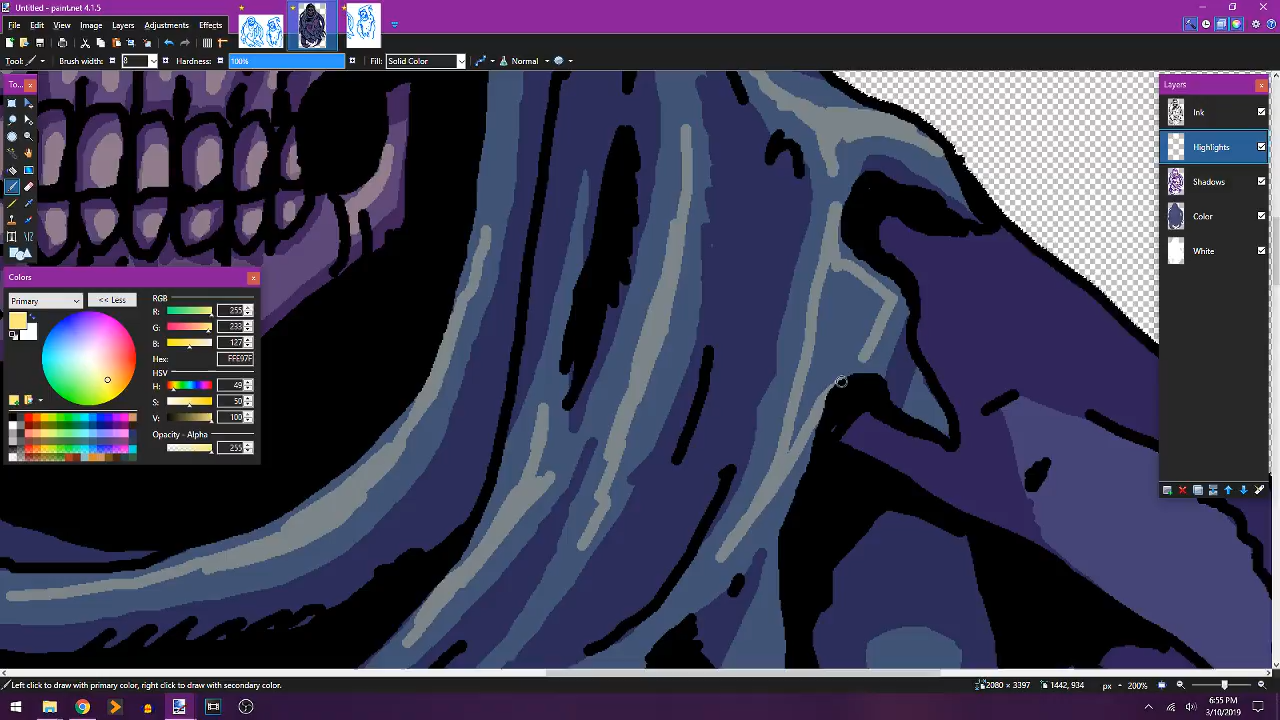 Untitled - paint.net 4.1.5
File Edit View Image Layers Adjustments Effects
Tool: Brush width: 8 Hardness: 100% Fill: Solid Color Normal
To...
Layers
Ink
Highlights
Shadows
Color
White
Colors
Primary << Less
RGB
R: 255
G: 233
B: 127
Hex: FFE97F
HSV
H: 49
S: 50
V: 100
Opacity - Alpha
255
Left click to draw with primary color, right click to draw with secondary color.
2080 × 3397 1442, 934 px 200%
6:55 PM
3/10/2019